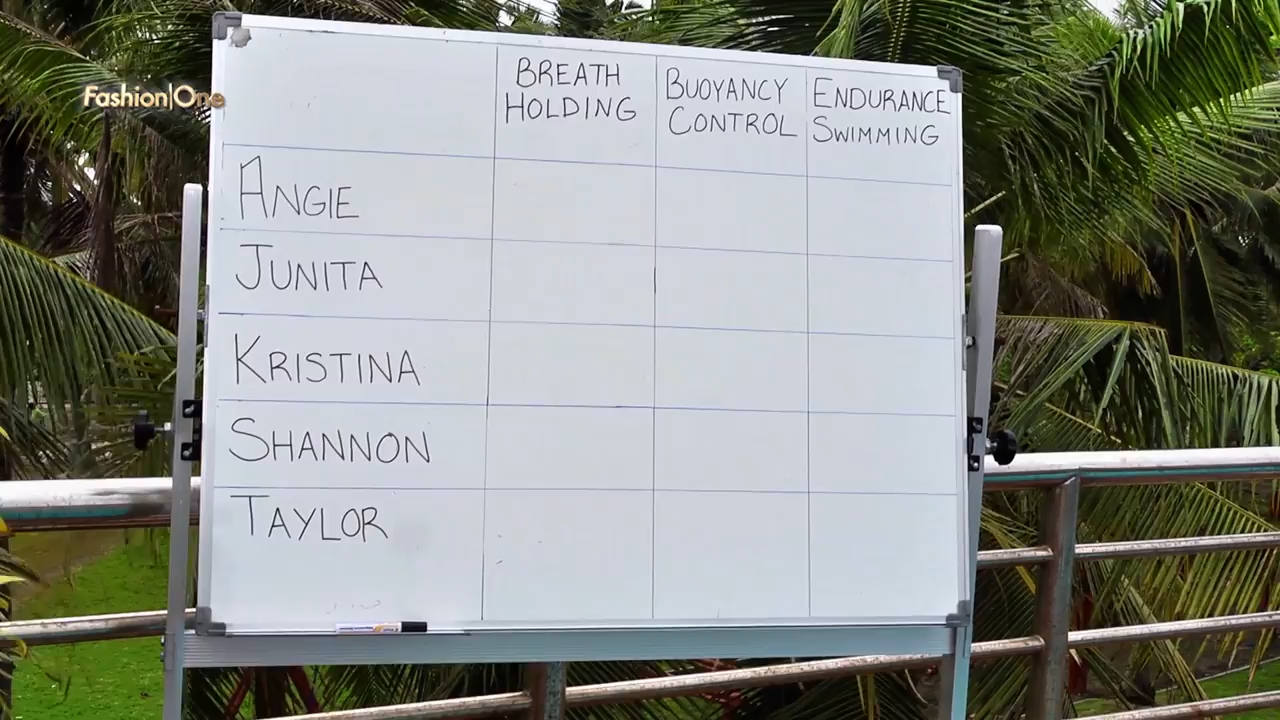 Fashion|One
BREATH HOLDING
BUOYANCY CONTROL
ENDURANCE SWIMMING
ANGIE
JUNITA
KRISTINA
SHANNON
TAYLOR